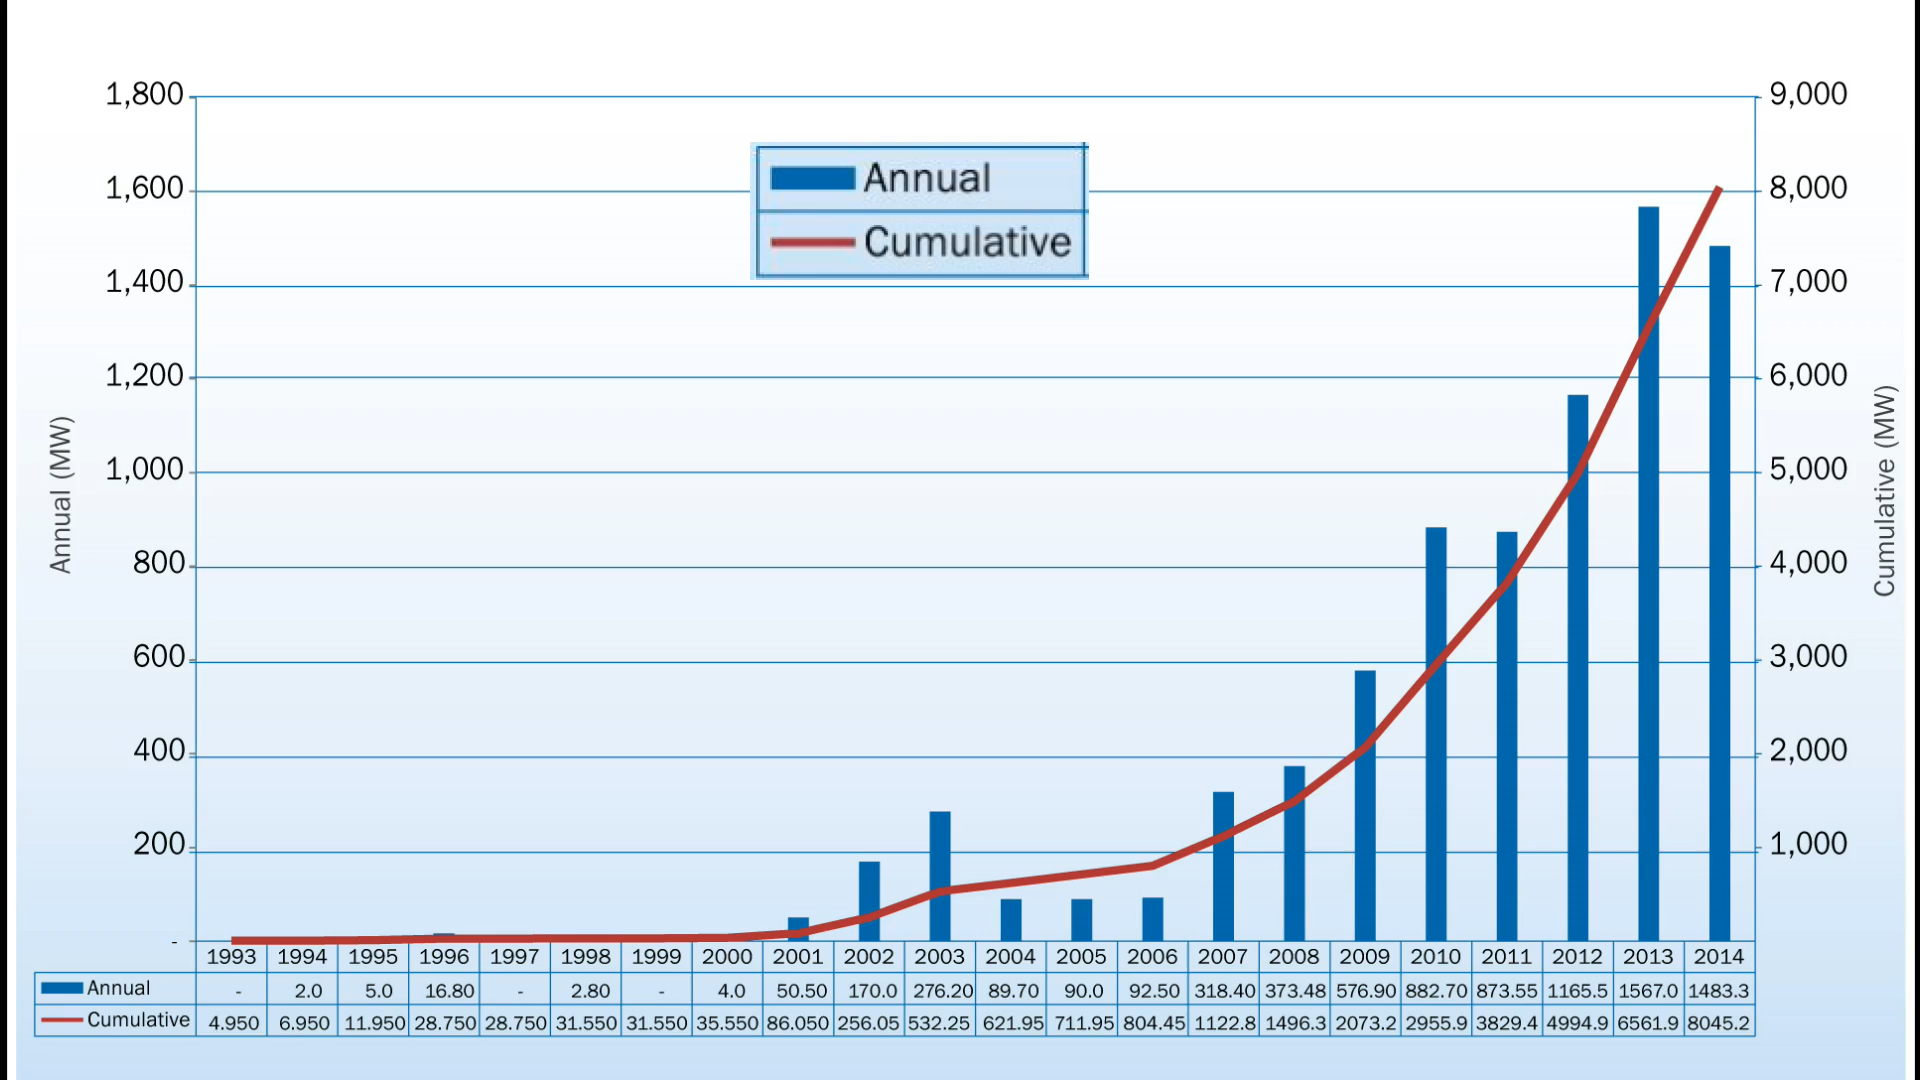 1,800
1,600
1,400
1,200
1,000
800
600
400
200
-
Annual (MW)
Annual
Cumulative
9,000
8,000
7,000
6,000
5,000
4,000
3,000
2,000
1,000
Cumulative (MW)
1993 1994 1995 1996 1997 1998 1999 2000 2001 2002 2003 2004 2005 2006 2007 2008 2009 2010 2011 2012 2013 2014
Annual - 2.0 5.0 16.80 - 2.80 - 4.0 50.50 170.0 276.20 89.70 90.0 92.50 318.40 373.48 576.90 882.70 873.55 1165.5 1567.0 1483.3
Cumulative 4.950 6.950 11.950 28.750 28.750 31.550 31.550 35.550 86.050 256.05 532.25 621.95 711.95 804.45 1122.8 1496.3 2073.2 2955.9 3829.4 4994.9 6561.9 8045.2